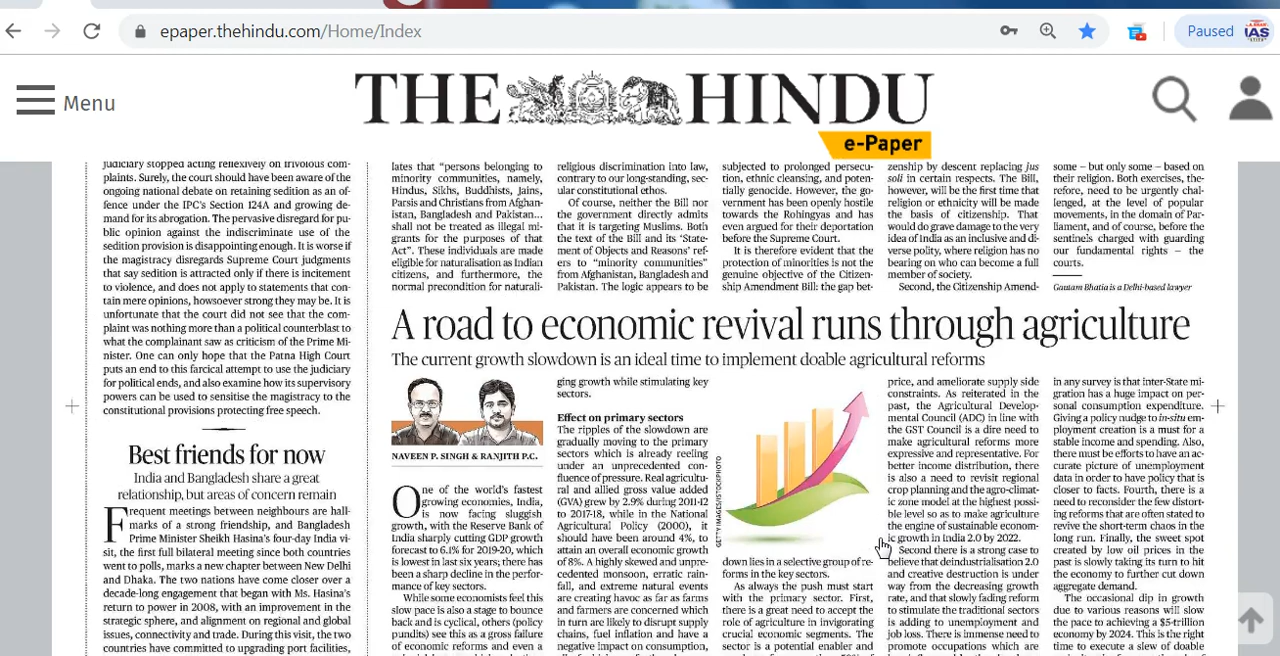 epaper.thehindu.com/Home/Index
Paused
IAS
Menu
THE HINDU
e-Paper
judiciary stopped acting reflexively on frivolous com-
plaints. Surely, the court should have been aware of the
ongoing national debate on retaining sedition as an of-
fence under the IPC's Section 124A and growing de-
mand for its abrogation. The pervasive disregard for pu-
blic opinion against the indiscriminate use of the
sedition provision is disappointing enough. It is worse if
the magistracy disregards Supreme Court judgments
that say sedition is attracted only if there is incitement
to violence, and does not apply to statements that con-
tain mere opinions, howsoever strong they may be. It is
unfortunate that the court did not see that the com-
plaint was nothing more than a political counterblast to
what the complainant saw as criticism of the Prime Mi-
nister. One can only hope that the Patna High Court
puts an end to this farcical attempt to use the judiciary
for political ends, and also examine how its supervisory
powers can be used to sensitise the magistracy to the
constitutional provisions protecting free speech.
Best friends for now
India and Bangladesh share a great
relationship, but areas of concern remain
Frequent meetings between neighbours are hall-
marks of a strong friendship, and Bangladesh
Prime Minister Sheikh Hasina's four-day India vi-
sit, the first full bilateral meeting since both countries
went to polls, marks a new chapter between New Delhi
and Dhaka. The two nations have come closer over a
decade-long engagement that began with Ms. Hasina's
return to power in 2008, with an improvement in the
strategic sphere, and alignment on regional and global
issues, connectivity and trade. During this visit, the two
countries have committed to upgrading port facilities,
lates that “persons belonging to
minorities communities, namely,
Hindus, Sikhs, Buddhists, Jains,
Parsis and Christians from Afghan-
istan, Bangladesh and Pakistan...
shall not be treated as illegal mi-
grants for the purposes of that
Act”. These individuals are made
eligible for naturalisation as Indian
citizens, and furthermore, the
normal precondition for naturali-
religious discrimination into law,
contrary to our long-standing, sec-
ular constitutional ethos.
Of course, neither the Bill nor
the government directly admits
that it is targeting Muslims. Both
the text of the Bill and its ‘State-
ment of Objects and Reasons’ ref-
ers to “minority communities”
from Afghanistan, Bangladesh and
Pakistan. The logic appears to be
subjected to prolonged persecu-
tion, ethnic cleansing, and poten-
tially genocide. However, the go-
vernment has been openly hostile
towards the Rohingyas and has
even argued for their deportation
before the Supreme Court.
It is therefore evident that the
protection of minorities is not the
genuine objective of the Citizen-
ship Amendment Bill: the gap bet-
zenship by descent replacing jus
soli in certain respects. The Bill,
however, will be the first time that
religion or ethnicity will be made
the basis of citizenship. That
would do grave damage to the very
idea of India as an inclusive and di-
verse polity, where religion has no
bearing on who can become a full
member of society.
Second, the Citizenship Amend-
some – but only some – based on
their religion. Both exercises, the-
refore, need to be urgently chal-
lenged, at the level of popular
movements, in the domain of Par-
liament, and of course, before the
sentinels charged with guarding
our fundamental rights – the
courts.
Gautam Bhatia is a Delhi-based lawyer
A road to economic revival runs through agriculture
The current growth slowdown is an ideal time to implement doable agricultural reforms
NAVEEN P. SINGH & RANJITH P.C.
One of the world's fastest
growing economies, India,
is now facing sluggish
growth, with the Reserve Bank of
India sharply cutting GDP growth
forecast to 6.1% for 2019-20, which
is lowest in last six years; there has
been a sharp decline in the perfor-
mance of key sectors.
While some economists feel this
slow pace is also a stage to bounce
back and is cyclical, others (policy
pundits) see this as a gross failure
of economic reforms and even a
ging growth while stimulating key
sectors.
Effect on primary sectors
The ripples of the slowdown are
gradually moving to the primary
sectors which is already reeling
under an unprecedented con-
fluence of pressure. Real agricultu-
ral and allied gross value added
(GVA) grew by 2.9% during 2011-12
to 2017-18, while in the National
Agricultural Policy (2000), it
should have been around 4%, to
attain an overall economic growth
of 8%. A highly skewed and unpre-
cedented monsoon, erratic rain-
fall, and extreme natural events
are creating havoc as far as farms
and farmers are concerned which
in turn are likely to disrupt supply
chains, fuel inflation and have a
negative impact on consumption,
GETTY IMAGES/ISTOCKPHOTO
down lies in a selective group of re-
forms in the key sectors.
As always the push must start
with the primary sector. First,
there is a great need to accept the
role of agriculture in invigorating
crucial economic segments. The
sector is a potential enabler and
price, and ameliorate supply side
constraints. As reiterated in the
past, the Agricultural Develop-
mental Council (ADC) in line with
the GST Council is a dire need to
make agricultural reforms more
expressive and representative. For
better income distribution, there
is also a need to revisit regional
crop planning and the agro-climat-
ic zone model at the highest possi-
ble level so as to make agriculture
the engine of sustainable econom-
ic growth in India 2.0 by 2022.
Second there is a strong case to
believe that deindustrialisation 2.0
and creative destruction is under
way from the decreasing growth
rate, and that slowly fading reform
to stimulate the traditional sectors
is adding to unemployment and
job loss. There is immense need to
promote occupations which are
in any survey is that inter-State mi-
gration has a huge impact on per-
sonal consumption expenditure.
Giving a policy nudge to in-situ em-
ployment creation is a must for a
stable income and spending. Also,
there must be efforts to have an ac-
curate picture of unemployment
data in order to have policy that is
closer to facts. Fourth, there is a
need to reconsider the few distort-
ing reforms that are often stated to
revive the short-term chaos in the
long run. Finally, the sweet spot
created by low oil prices in the
past is slowly taking its turn to hit
the economy to further cut down
aggregate demand.
The occasional dip in growth
due to various reasons will slow
the pace to achieving a $5-trillion
economy by 2024. This is the right
time to execute a slew of doable